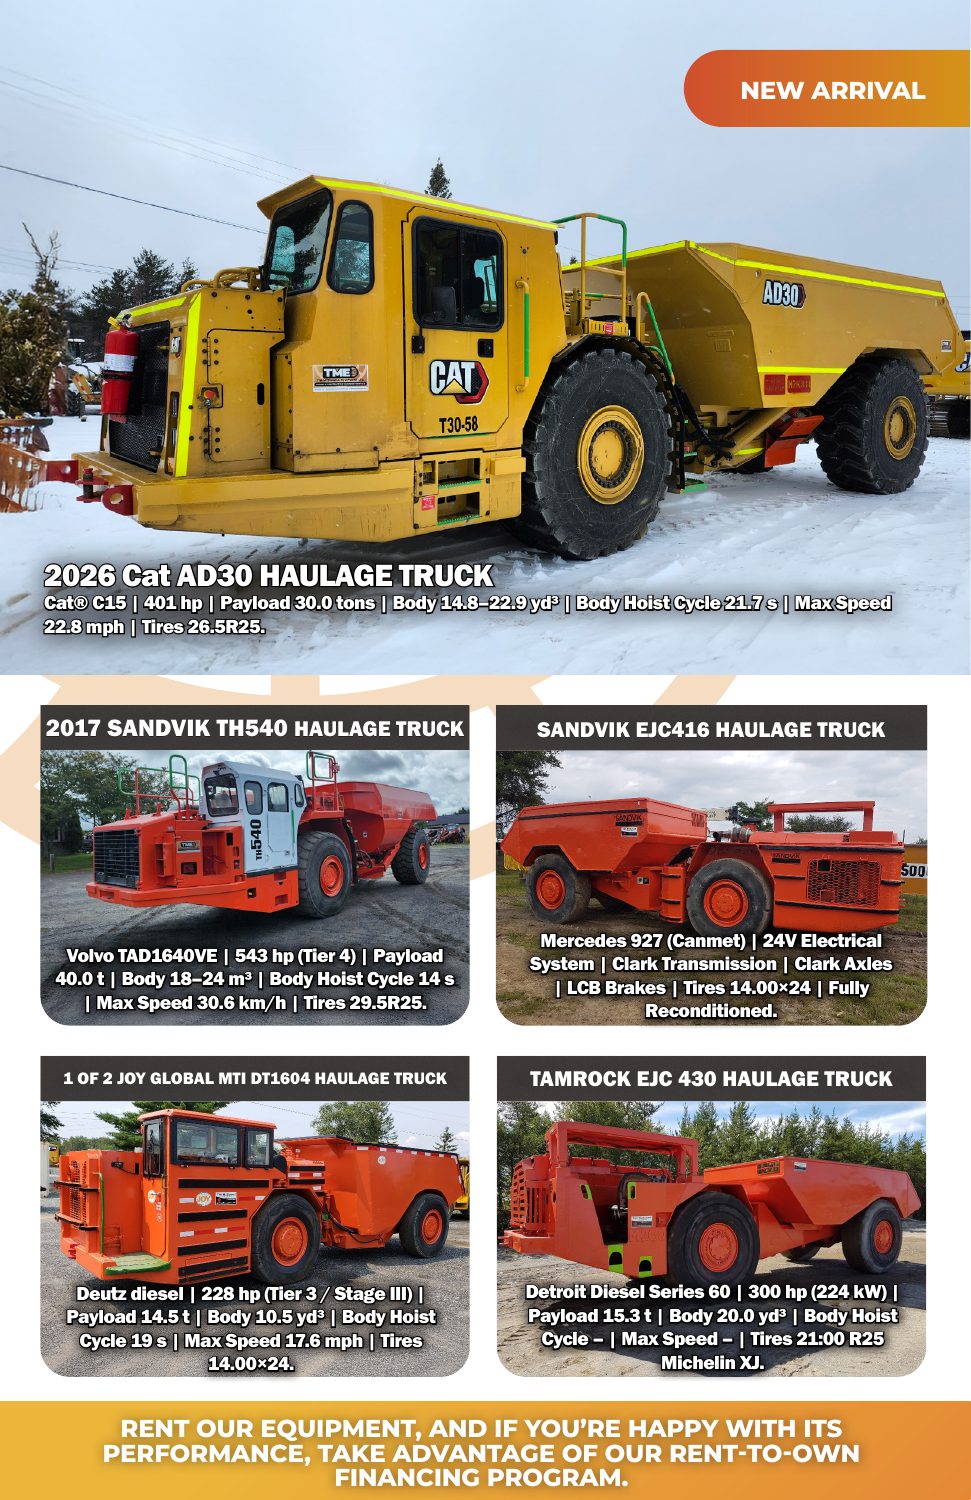 NEW ARRIVAL
AD30
CAT
TME
CAT
T30-58
2026 Cat AD30 HAULAGE TRUCK
Cat® C15 | 401 hp | Payload 30.0 tons | Body 14.8–22.9 yd³ | Body Hoist Cycle 21.7 s | Max Speed
22.8 mph | Tires 26.5R25.
2017 SANDVIK TH540 HAULAGE TRUCK
TH540
TME
Volvo TAD1640VE | 543 hp (Tier 4) | Payload
40.0 t | Body 18–24 m³ | Body Hoist Cycle 14 s
| Max Speed 30.6 km/h | Tires 29.5R25.
SANDVIK EJC416 HAULAGE TRUCK
SANDVIK
SANDVIK
500
Mercedes 927 (Canmet) | 24V Electrical
System | Clark Transmission | Clark Axles
| LCB Brakes | Tires 14.00×24 | Fully
Reconditioned.
1 OF 2 JOY GLOBAL MTI DT1604 HAULAGE TRUCK
JOY
Deutz diesel | 228 hp (Tier 3 / Stage III) |
Payload 14.5 t | Body 10.5 yd³ | Body Hoist
Cycle 19 s | Max Speed 17.6 mph | Tires
14.00×24.
TAMROCK EJC 430 HAULAGE TRUCK
Detroit Diesel Series 60 | 300 hp (224 kW) |
Payload 15.3 t | Body 20.0 yd³ | Body Hoist
Cycle – | Max Speed – | Tires 21:00 R25
Michelin XJ.
RENT OUR EQUIPMENT, AND IF YOU’RE HAPPY WITH ITS
PERFORMANCE, TAKE ADVANTAGE OF OUR RENT-TO-OWN
FINANCING PROGRAM.